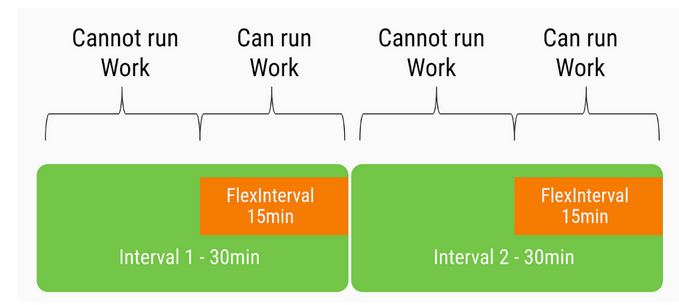 Cannot run
Work
Can run
Work
Cannot run
Work
Can run
Work
FlexInterval
15min
Interval 1 - 30min
FlexInterval
15min
Interval 2 - 30min